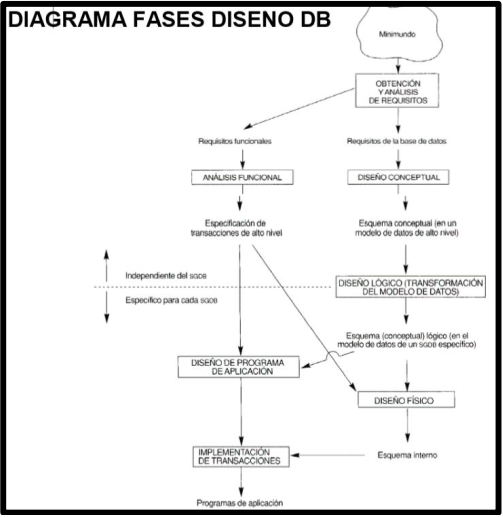 DIAGRAMA FASES DISENO DB
Minimundo
OBTENCIÓN
Y ANÁLISIS
DE REQUISITOS
Requisitos funcionales
Requisitos de la base de datos
ANÁLISIS FUNCIONAL
DISEÑO CONCEPTUAL
Especificación de
transacciones de alto nivel
Esquema conceptual (en un
modelo de datos de alto nivel)
Independiente del SGDB
Específico para cada SGDB
DISEÑO LÓGICO (TRANSFORMACIÓN
DEL MODELO DE DATOS)
Esquema (conceptual) lógico (en el
modelo de datos de un SGDB específico)
DISEÑO DE PROGRAMA
DE APLICACIÓN
DISEÑO FÍSICO
IMPLEMENTACIÓN
DE TRANSACCIONES
Esquema interno
Programas de aplicación